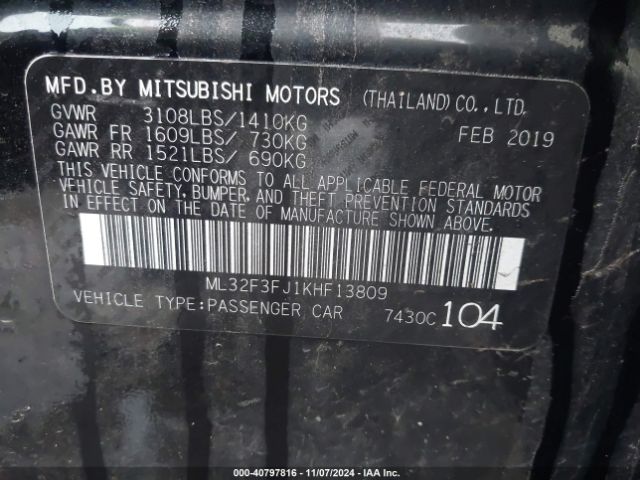 MFD.BY MITSUBISHI MOTORS (THAILAND) CO., LTD.
GVWR 3108LBS/1410KG FEB 2019
GAWR FR 1609LBS/ 730KG
GAWR RR 1521LBS/ 690KG
THIS VEHICLE CONFORMS TO ALL APPLICABLE FEDERAL MOTOR
VEHICLE SAFETY, BUMPER, AND THEFT PREVENTION STANDARDS
IN EFFECT ON THE DATE OF MANUFACTURE SHOWN ABOVE.
ML32F3FJ1KHF13809
VEHICLE TYPE:PASSENGER CAR 7430C 104
000-40797816 - 11/07/2024 - IAA Inc.